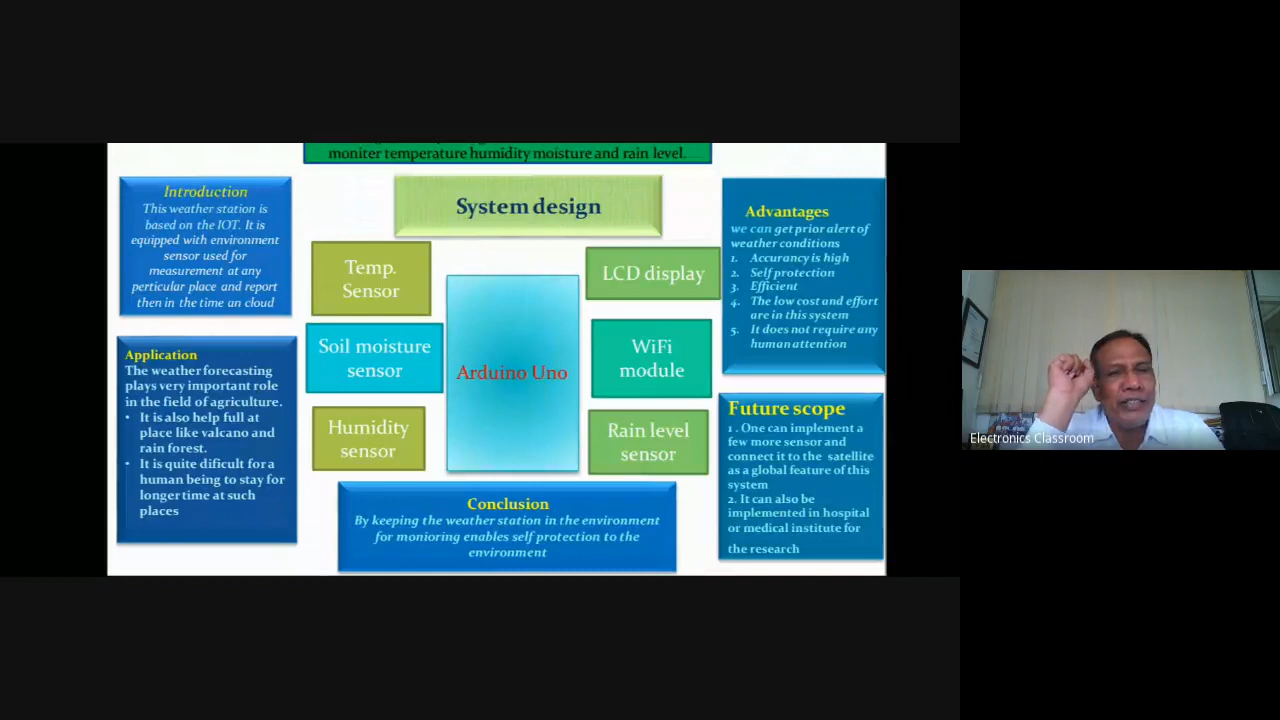 moniter temperature humidity moisture and rain level.
Introduction
This weather station is
based on the IOT. It is
equipped with environment
sensor used for
measurement at any
perticular place and report
then in the time un cloud
Application
The weather forecasting
plays very important role
in the field of agriculture.
• It is also help full at
place like valcano and
rain forest.
• It is quite dificult for a
human being to stay for
longer time at such
places
System design
Temp.
Sensor
Soil moisture
sensor
Humidity
sensor
Arduino Uno
LCD display
WiFi
module
Rain level
sensor
Conclusion
By keeping the weather station in the environment
for monioring enables self protection to the
environment
Advantages
we can get prior alert of
weather conditions
1. Accurancy is high
2. Self protection
3. Efficient
4. The low cost and effort
are in this system
5. It does not require any
human attention
Future scope
1 . One can implement a
few more sensor and
connect it to the satellite
as a global feature of this
system
2. It can also be
implemented in hospital
or medical institute for
the research
Electronics Classroom